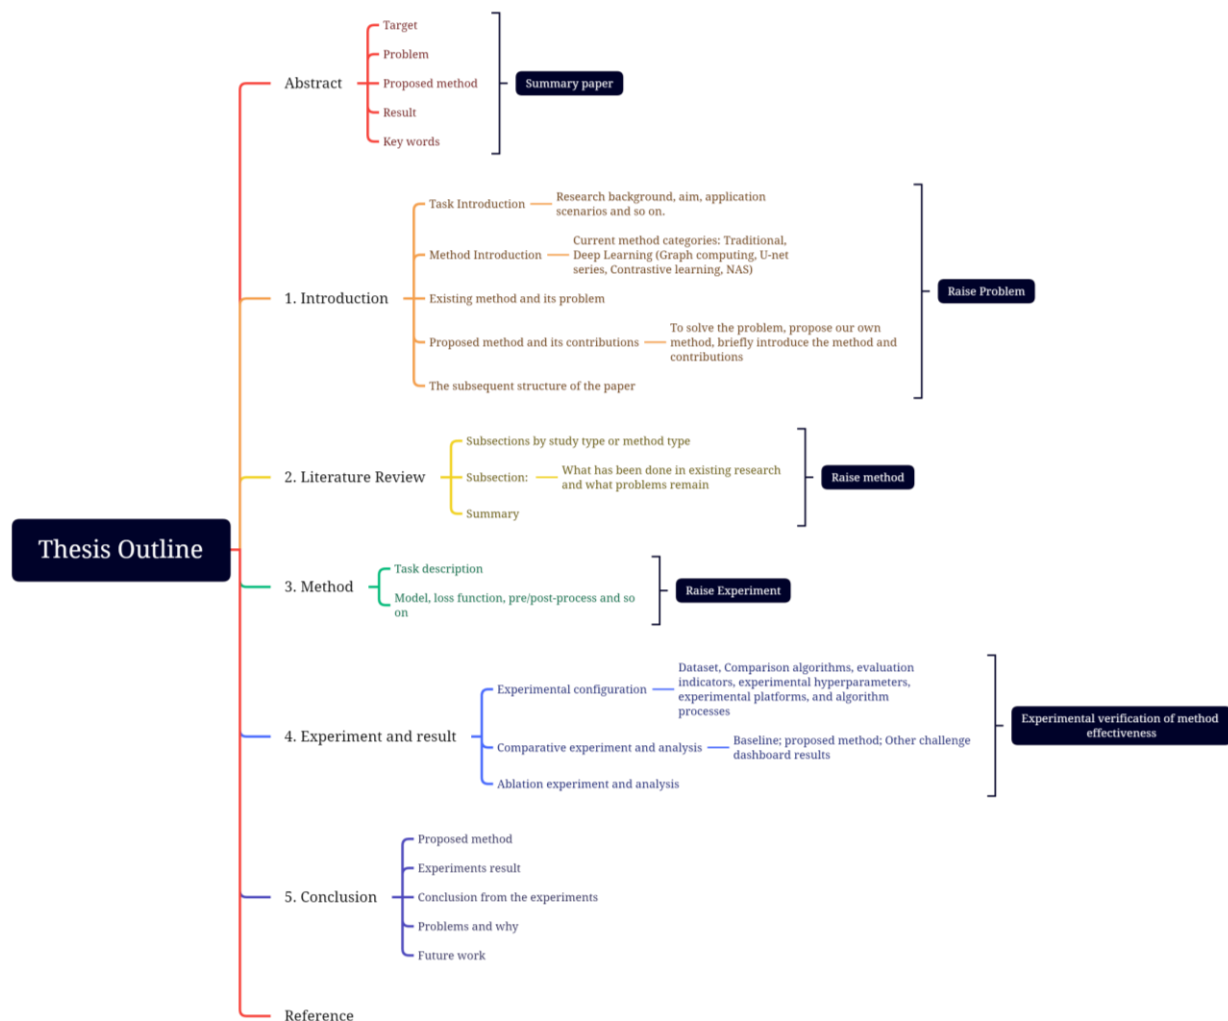 Thesis Outline
Abstract
Target
Problem
Proposed method
Result
Key words
Summary paper
1. Introduction
Task Introduction
Research background, aim, application
scenarios and so on.
Method Introduction
Current method categories: Traditional,
Deep Learning (Graph computing, U-net
series, Contrastive learning, NAS)
Existing method and its problem
Proposed method and its contributions
To solve the problem, propose our own
method, briefly introduce the method and
contributions
The subsequent structure of the paper
Raise Problem
2. Literature Review
Subsections by study type or method type
Subsection:
What has been done in existing research
and what problems remain
Summary
Raise method
3. Method
Task description
Model, loss function, pre/post-process and so
on
Raise Experiment
4. Experiment and result
Experimental configuration
Dataset, Comparison algorithms, evaluation
indicators, experimental hyperparameters,
experimental platforms, and algorithm
processes
Comparative experiment and analysis
Baseline; proposed method; Other challenge
dashboard results
Ablation experiment and analysis
Experimental verification of method
effectiveness
5. Conclusion
Proposed method
Experiments result
Conclusion from the experiments
Problems and why
Future work
Reference